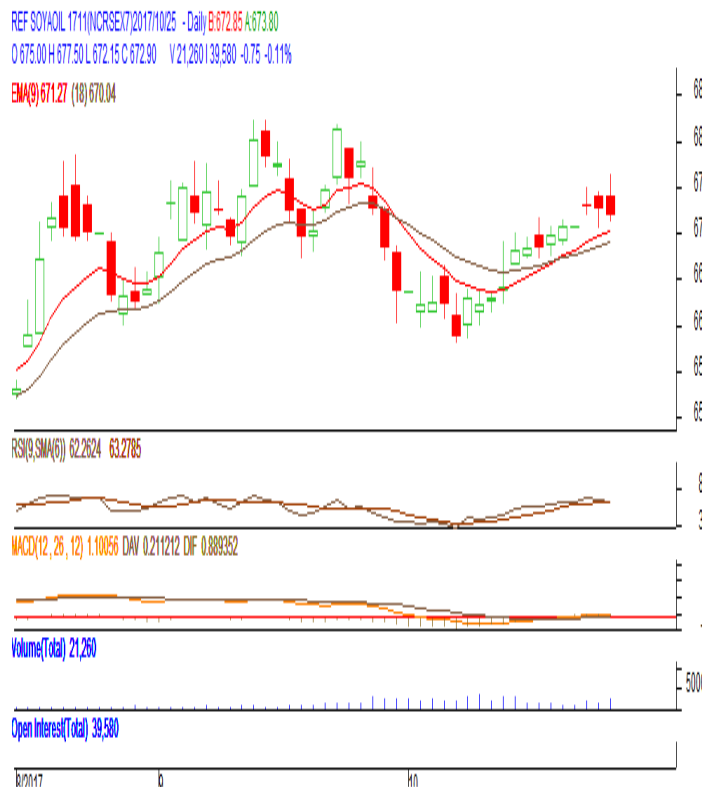 REF SOYAOIL 1711(NCRSEX7)2017/10/25 - Daily B:672.85 A:673.80
O 675.00 H 677.50 L 672.15 C 672.90 V 21,260 I 39,580 -0.75 -0.11%
EMA(9) 671.27 (18) 670.04
RSI(9,SMA(6)) 62.2624 63.2785
MACD(12, 26, 12) 1.10056 DAV 0.211212 DIF 0.889352
Volume(Total) 21,260
Open Interest(Total) 39,580
8/2017 9 10